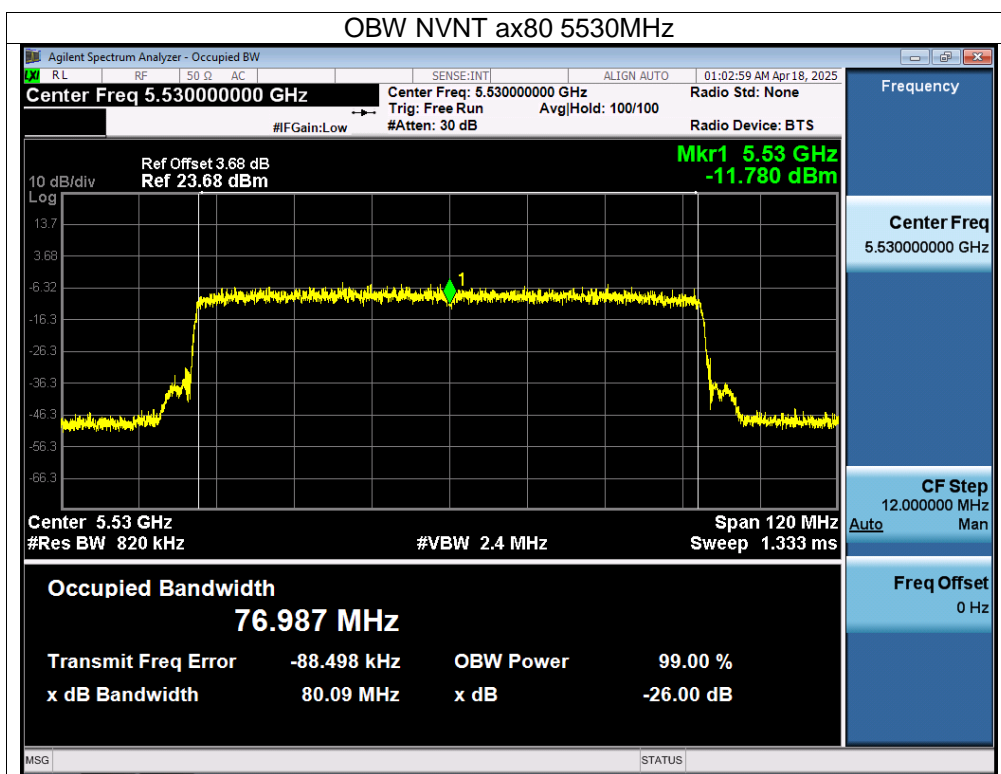 OBW NVNT ax80 5530MHz
Agilent Spectrum Analyzer - Occupied BW
LXI RL RF 50 Ω AC SENSE:INT ALIGN AUTO 01:02:59 AM Apr 18, 2025
Center Freq 5.530000000 GHz
Center Freq: 5.530000000 GHz Radio Std: None
Trig: Free Run Avg|Hold: 100/100
#IFGain:Low #Atten: 30 dB Radio Device: BTS
Frequency
Mkr1 5.53 GHz
-11.780 dBm
Ref Offset 3.68 dB
10 dB/div Ref 23.68 dBm
Log
13.7
3.68
-6.32
-16.3
-26.3
-36.3
-46.3
-56.3
-66.3
1
Center 5.53 GHz Span 120 MHz
#Res BW 820 kHz #VBW 2.4 MHz Sweep 1.333 ms
Center Freq
5.530000000 GHz
CF Step
12.000000 MHz
Auto Man
Freq Offset
0 Hz
Occupied Bandwidth
76.987 MHz
Transmit Freq Error -88.498 kHz OBW Power 99.00 %
x dB Bandwidth 80.09 MHz x dB -26.00 dB
MSG STATUS